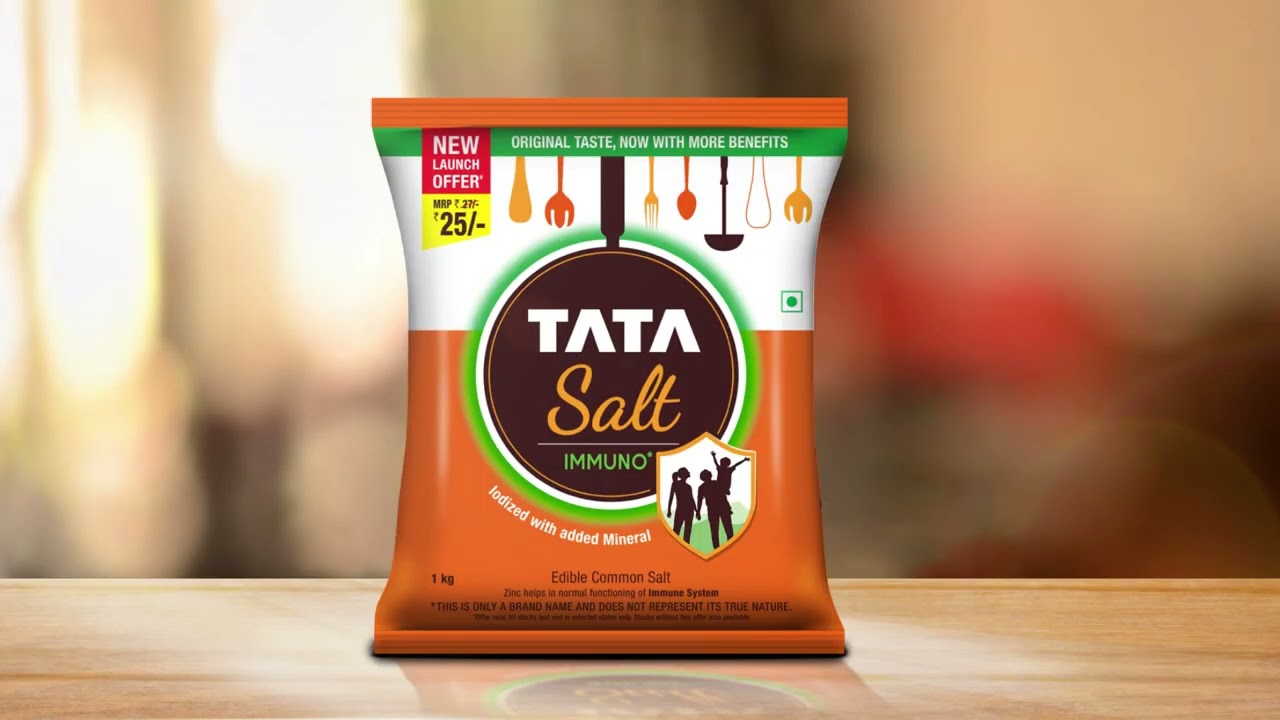 NEW
LAUNCH
OFFER*
MRP ₹ 27/-
₹25/-
ORIGINAL TASTE, NOW WITH MORE BENEFITS
TATA
Salt
IMMUNO*
Iodized with added Mineral
1 kg
Edible Common Salt
Zinc helps in normal functioning of Immune System
*THIS IS ONLY A BRAND NAME AND DOES NOT REPRESENT ITS TRUE NATURE.